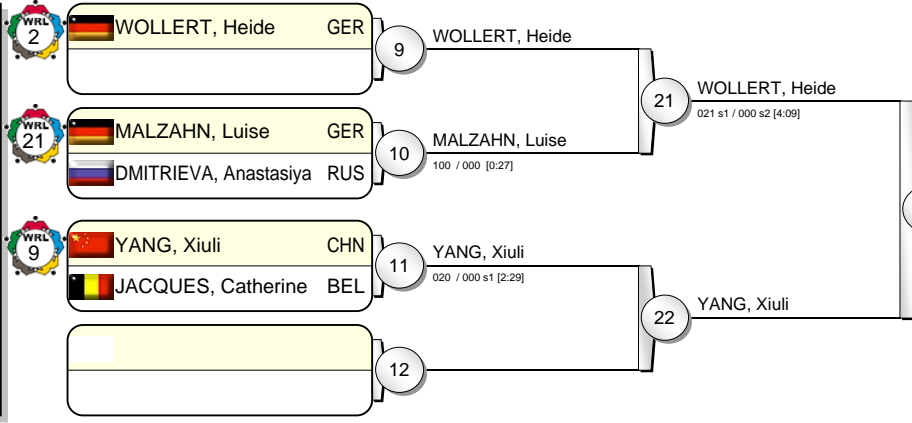 WRL
2
WOLLERT, Heide GER
9
WOLLERT, Heide
21
WOLLERT, Heide
021 s1 / 000 s2 [4:09]
WRL
21
MALZAHN, Luise GER
DMITRIEVA, Anastasiya RUS
10
MALZAHN, Luise
100 / 000 [0:27]
WRL
9
YANG, Xiuli CHN
JACQUES, Catherine BEL
11
YANG, Xiuli
020 / 000 s1 [2:29]
22
YANG, Xiuli
12